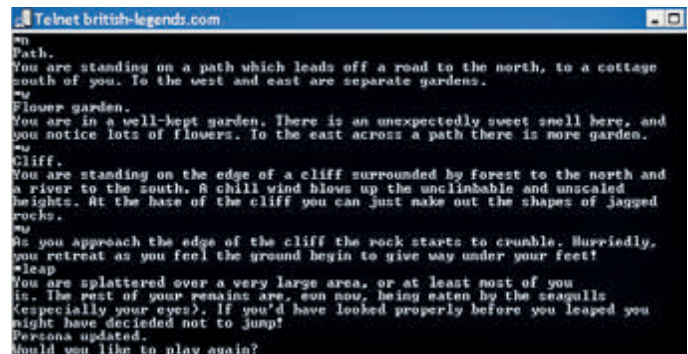 Telnet british-legends.com
*n
Path.
You are standing on a path which leads off a road to the north, to a cottage
south of you. To the west and east are separate gardens.
*w
Flower garden.
You are in a well-kept garden. There is an unexpectedly sweet smell here, and
you notice lots of flowers. To the east across a path there is more garden.
*w
Cliff.
You are standing on the edge of a cliff surrounded by forest to the north and
a river to the south. A chill wind blows up the unclimbable and unscaled
heights. At the base of the cliff you can just make out the shapes of jagged
rocks.
*w
As you approach the edge of the cliff the rock starts to crumble. Hurriedly,
you retreat as you feel the ground begin to give way under your feet!
*leap
You are splattered over a very large area, or at least most of you
is. The rest of your remains are, even now, being eaten by the seagulls
(especially your eyes). If you'd have looked properly before you leaped you
might have decieded not to jump!
Persona updated.
Would you like to play again?